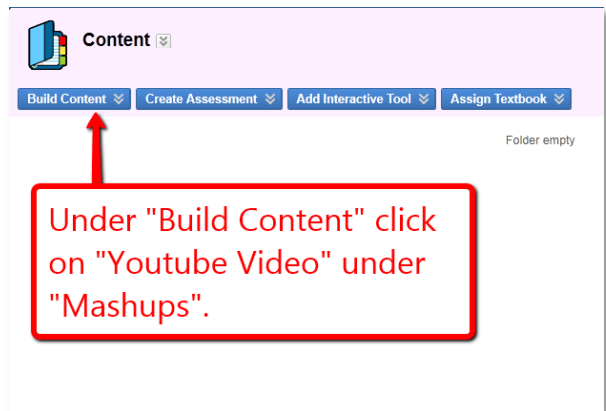 Content
Build Content Create Assessment Add Interactive Tool Assign Textbook
Folder empty
Under "Build Content" click
on "Youtube Video" under
"Mashups".